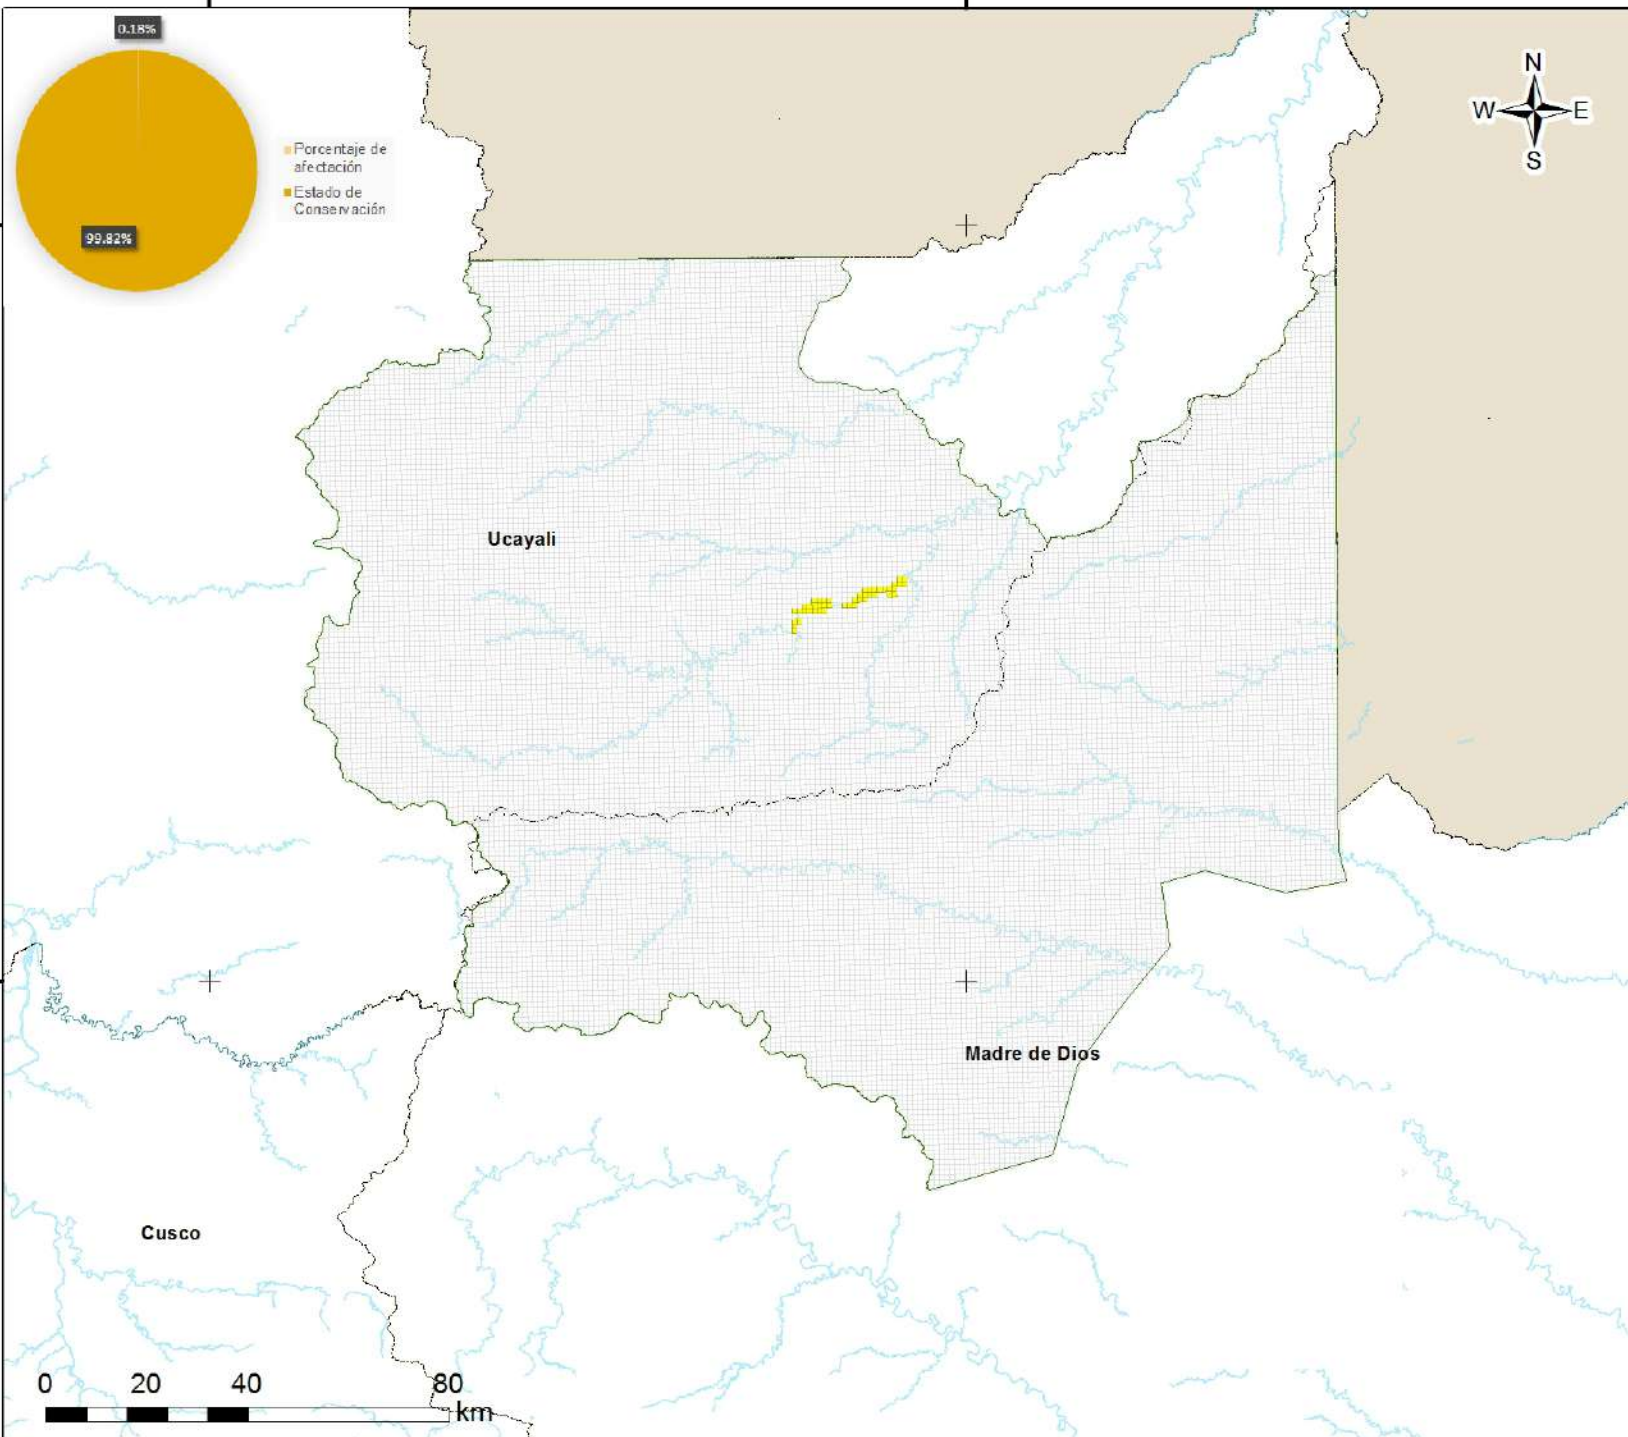 0.18%
Porcentaje de
afectación
Estado de
Conservación
99.82%
N
W
E
S
Ucayali
Madre de Dios
Cusco
0 20 40 80
km